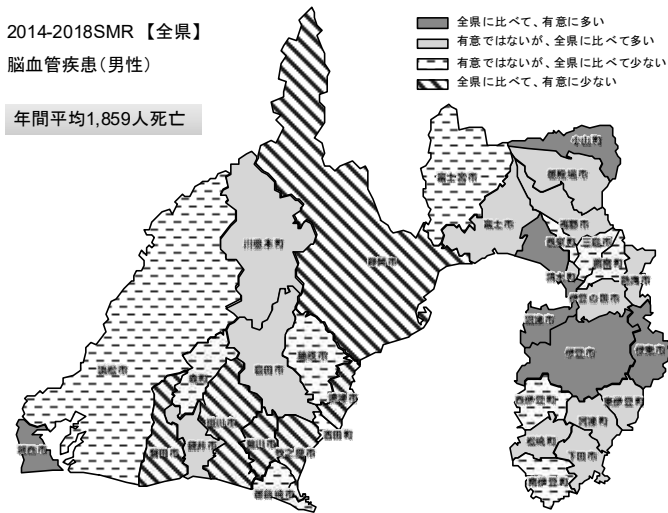 2014-2018SMR 【全県】
脳血管疾患(男性)
年間平均1,859人死亡
全県に比べて、有意に多い
有意ではないが、全県に比べて多い
有意ではないが、全県に比べて少ない
全県に比べて、有意に少ない
小山町
御殿場市
富士宮市
富士市
裾野市
長泉町
三島市
清水町
函南町
熱海市
伊豆の国市
沼津市
伊豆市
伊東市
西伊豆町
東伊豆町
河津町
松崎町
下田市
南伊豆町
川根本町
静岡市
浜松市
島田市
藤枝市
森町
焼津市
吉田町
掛川市
菊川市
牧之原市
磐田市
袋井市
湖西市
御前崎市